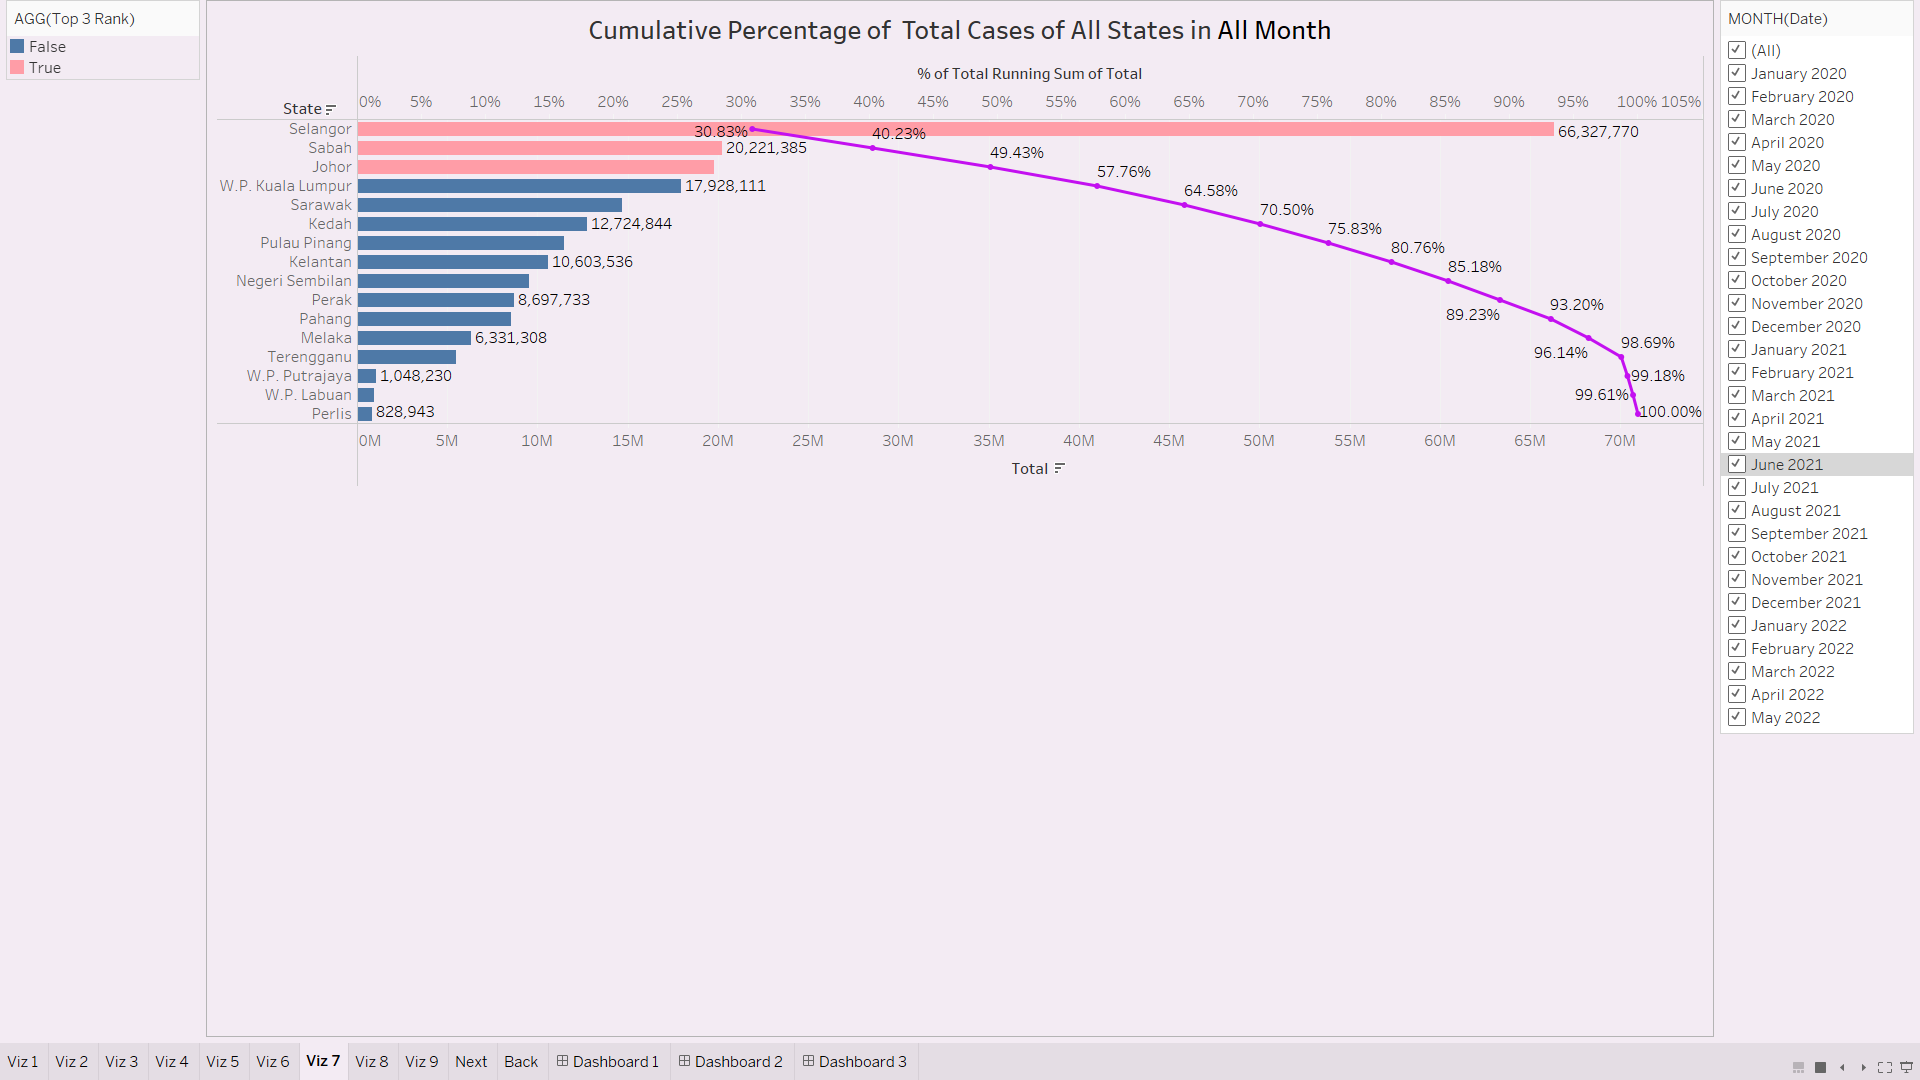 AGG(Top 3 Rank)
False
True
Cumulative Percentage of  Total Cases of All States in All Month
% of Total Running Sum of Total
State
0% 5% 10% 15% 20% 25% 30% 35% 40% 45% 50% 55% 60% 65% 70% 75% 80% 85% 90% 95% 100% 105%
Selangor 30.83% 40.23% 66,327,770
Sabah 20,221,385 49.43%
Johor 57.76%
W.P. Kuala Lumpur 17,928,111 64.58%
Sarawak 70.50%
Kedah 12,724,844 75.83%
Pulau Pinang 80.76%
Kelantan 10,603,536 85.18%
Negeri Sembilan
Perak 8,697,733 93.20%
Pahang 89.23%
Melaka 6,331,308 98.69%
Terengganu 96.14%
W.P. Putrajaya 1,048,230 99.18%
W.P. Labuan 99.61%
Perlis 828,943 100.00%
0M 5M 10M 15M 20M 25M 30M 35M 40M 45M 50M 55M 60M 65M 70M
Total
MONTH(Date)
(All)
January 2020
February 2020
March 2020
April 2020
May 2020
June 2020
July 2020
August 2020
September 2020
October 2020
November 2020
December 2020
January 2021
February 2021
March 2021
April 2021
May 2021
June 2021
July 2021
August 2021
September 2021
October 2021
November 2021
December 2021
January 2022
February 2022
March 2022
April 2022
May 2022
Viz 1 Viz 2 Viz 3 Viz 4 Viz 5 Viz 6 Viz 7 Viz 8 Viz 9 Next Back Dashboard 1 Dashboard 2 Dashboard 3